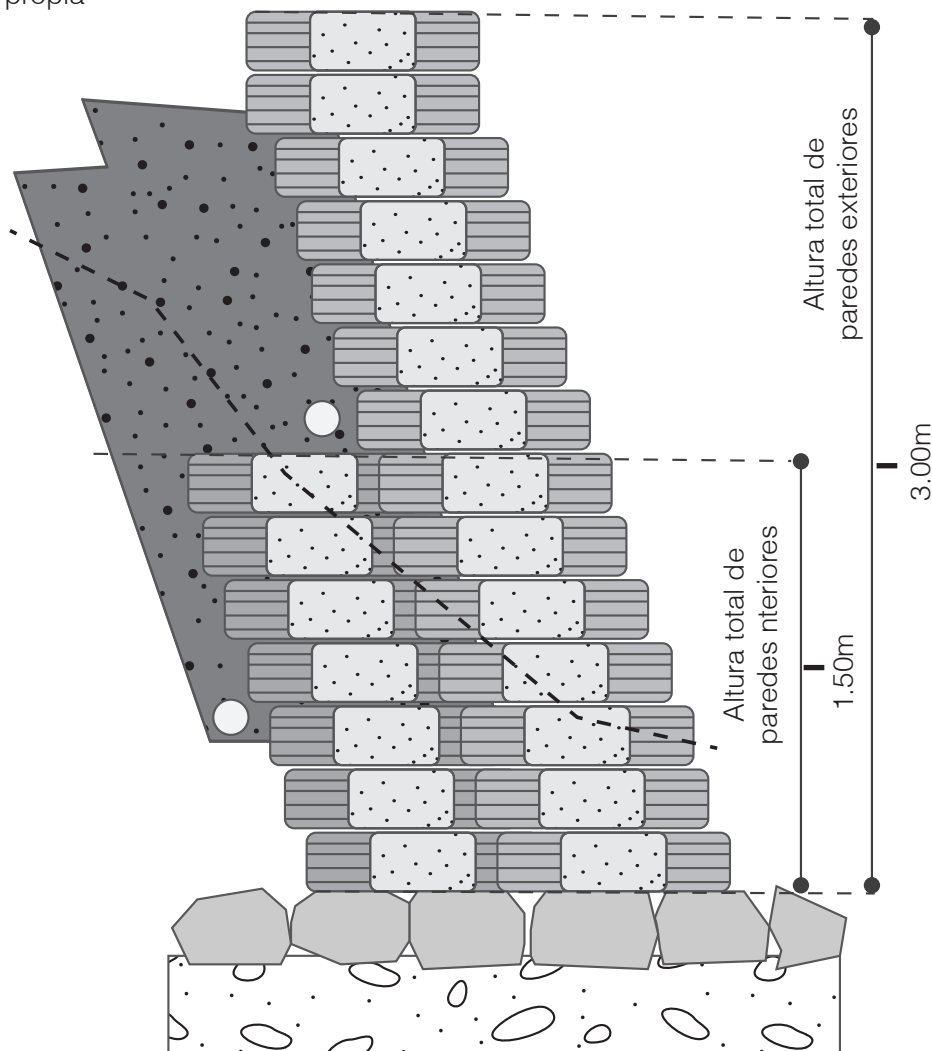 propia
Altura total de
paredes exteriores
3.00m
Altura total de
paredes nteriores
1.50m